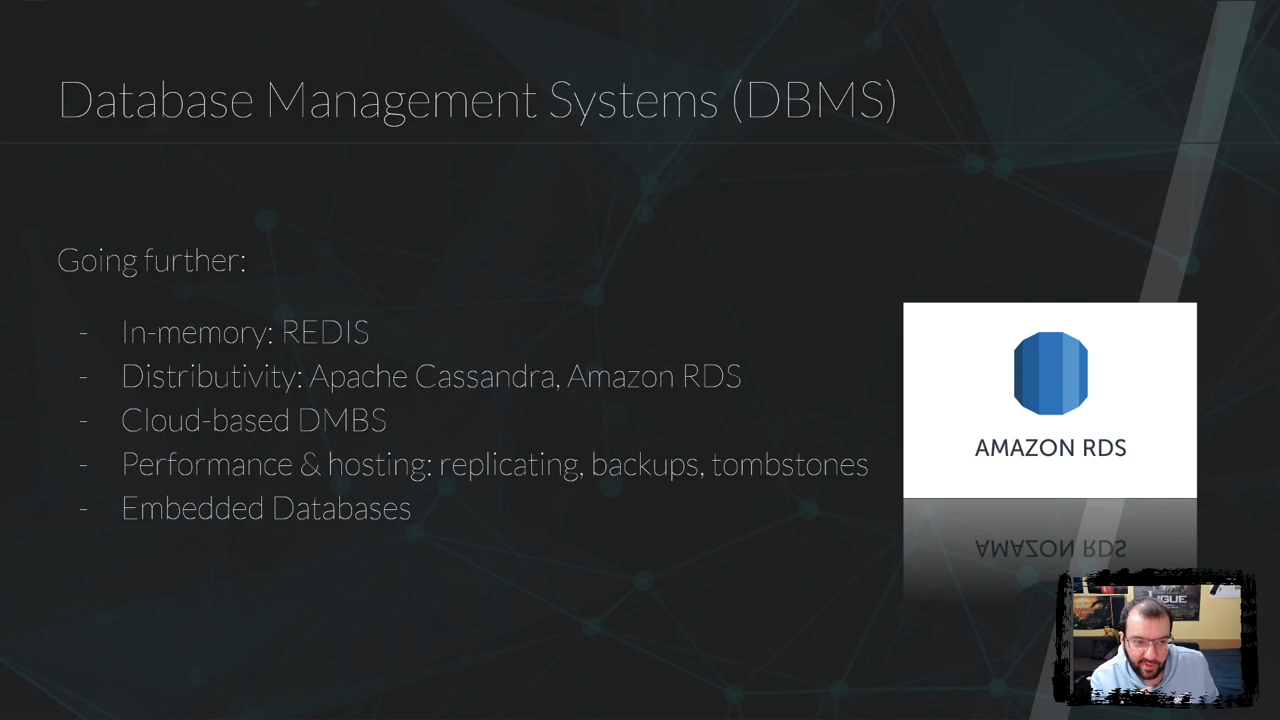 Database Management Systems (DBMS)
Going further:
- In-memory: REDIS
- Distributivity: Apache Cassandra, Amazon RDS
- Cloud-based DMBS
- Performance & hosting: replicating, backups, tombstones
- Embedded Databases
AMAZON RDS
AMAZON RDS